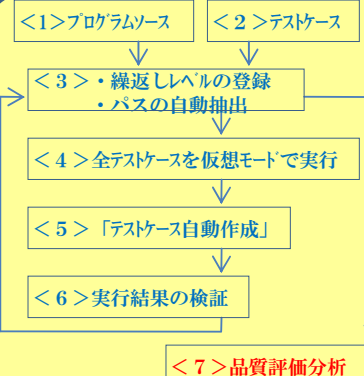 <1>プログラムソース
<2>テストケース
<3>・繰返しレベルの登録
・パスの自動抽出
<4>全テストケースを仮想モードで実行
<5>「テストケース自動作成」
<6>実行結果の検証
<7>品質評価分析